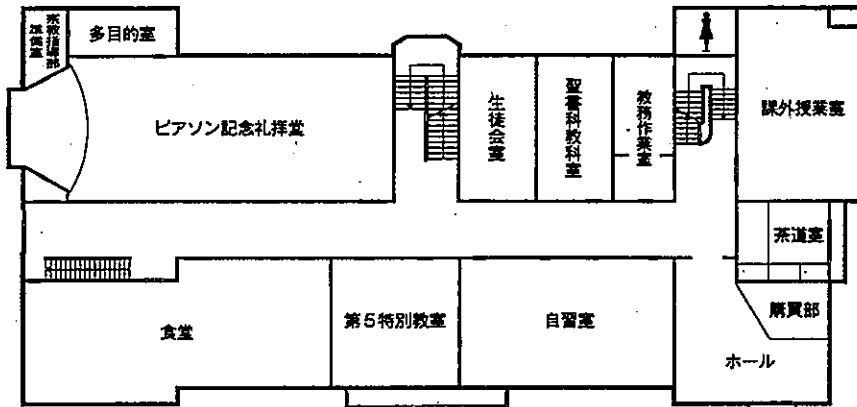 宗教指導部
準備室
多目的室
ピアソン記念礼拝堂
生徒会室
聖書科教科室
教務作業室
課外授業室
茶道室
購買部
ホール
食堂
第5特別教室
自習室